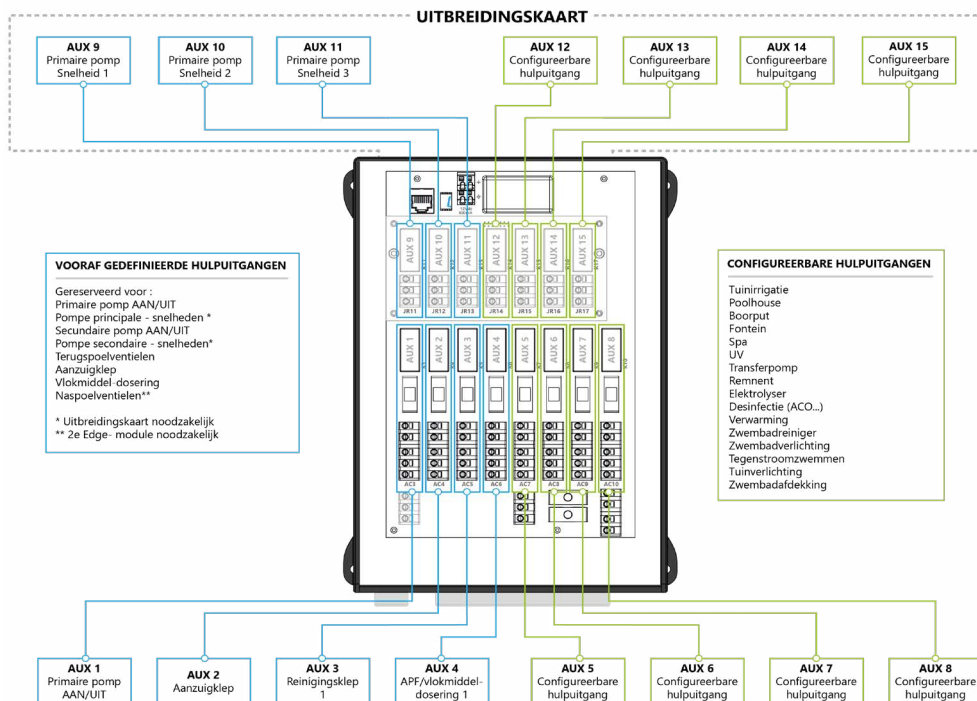 UITBREIDINGSKAART
AUX 9
Primaire pomp
Snelheid 1
AUX 10
Primaire pomp
Snelheid 2
AUX 11
Primaire pomp
Snelheid 3
AUX 12
Configureerbare
hulpuitgang
AUX 13
Configureerbare
hulpuitgang
AUX 14
Configureerbare
hulpuitgang
AUX 15
Configureerbare
hulpuitgang
AUX 9
AUX 10
AUX 11
AUX 12
AUX 13
AUX 14
AUX 15
JR11
JR12
JR13
JR14
JR15
JR16
JR17
VOORAF GEDEFINIEERDE HULPUITGANGEN
Gereserveerd voor :
Primaire pomp AAN/UIT
Pompe principale - snelheden *
Secundaire pomp AAN/UIT
Pompe secondaire - snelheden*
Terugspoelventielen
Aanzuigklep
Vlokmiddel-dosering
Naspoelventielen**
* Uitbreidingskaart noodzakelijk
** 2e Edge- module noodzakelijk
AUX 1
AUX 2
AUX 3
AUX 4
AUX 5
AUX 6
AUX 7
AUX 8
AC3
AC4
AC5
AC6
AC7
AC8
AC9
AC10
CONFIGUREERBARE HULPUITGANGEN
Tuinirrigatie
Poolhouse
Boorput
Fontein
Spa
UV
Transferpomp
Remnent
Elektrolyser
Desinfectie (ACO...)
Verwarming
Zwembadreiniger
Zwembadverlichting
Tegenstroomzwemmen
Tuinverlichting
Zwembadafdekking
AUX 1
Primaire pomp
AAN/UIT
AUX 2
Aanzuigklep
AUX 3
Reinigingsklep
1
AUX 4
APF/vlokmiddel-
dosering 1
AUX 5
Configureerbare
hulpuitgang
AUX 6
Configureerbare
hulpuitgang
AUX 7
Configureerbare
hulpuitgang
AUX 8
Configureerbare
hulpuitgang